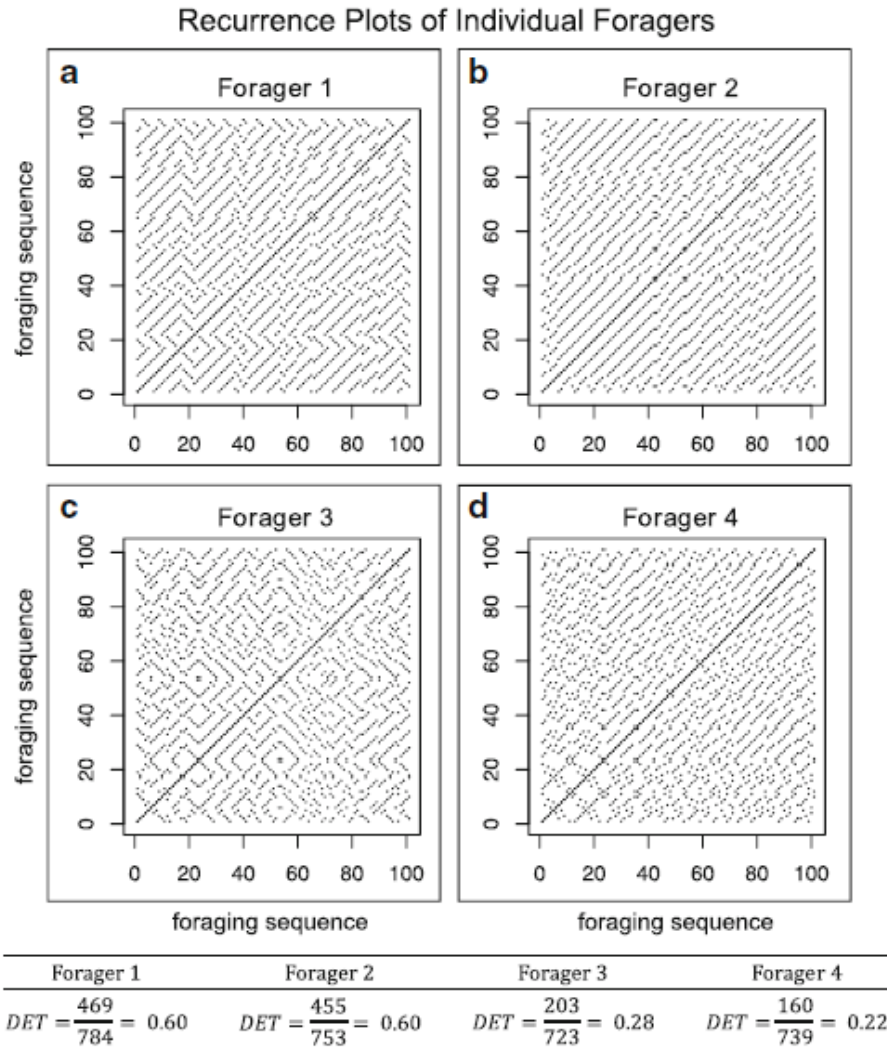 Recurrence Plots of Individual Foragers
a
Forager 1
foraging sequence
0 20 40 60 80 100
0 20 40 60 80 100
b
Forager 2
0 20 40 60 80 100
0 20 40 60 80 100
c
Forager 3
foraging sequence
0 20 40 60 80 100
0 20 40 60 80 100
foraging sequence
d
Forager 4
0 20 40 60 80 100
0 20 40 60 80 100
foraging sequence
Forager 1 Forager 2 Forager 3 Forager 4
DET = 469/784 = 0.60 DET = 455/753 = 0.60 DET = 203/723 = 0.28 DET = 160/739 = 0.22